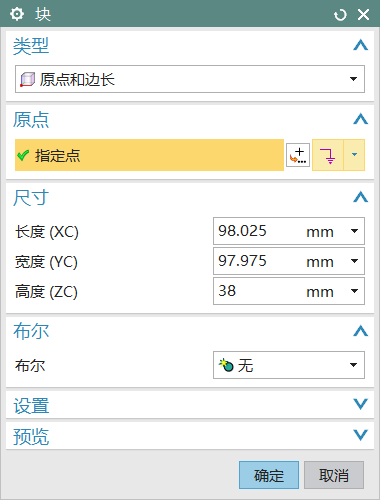 块
类型
原点和边长
原点
指定点
尺寸
长度 (XC) 98.025 mm
宽度 (YC) 97.975 mm
高度 (ZC) 38 mm
布尔
布尔 无
设置
预览
确定 取消